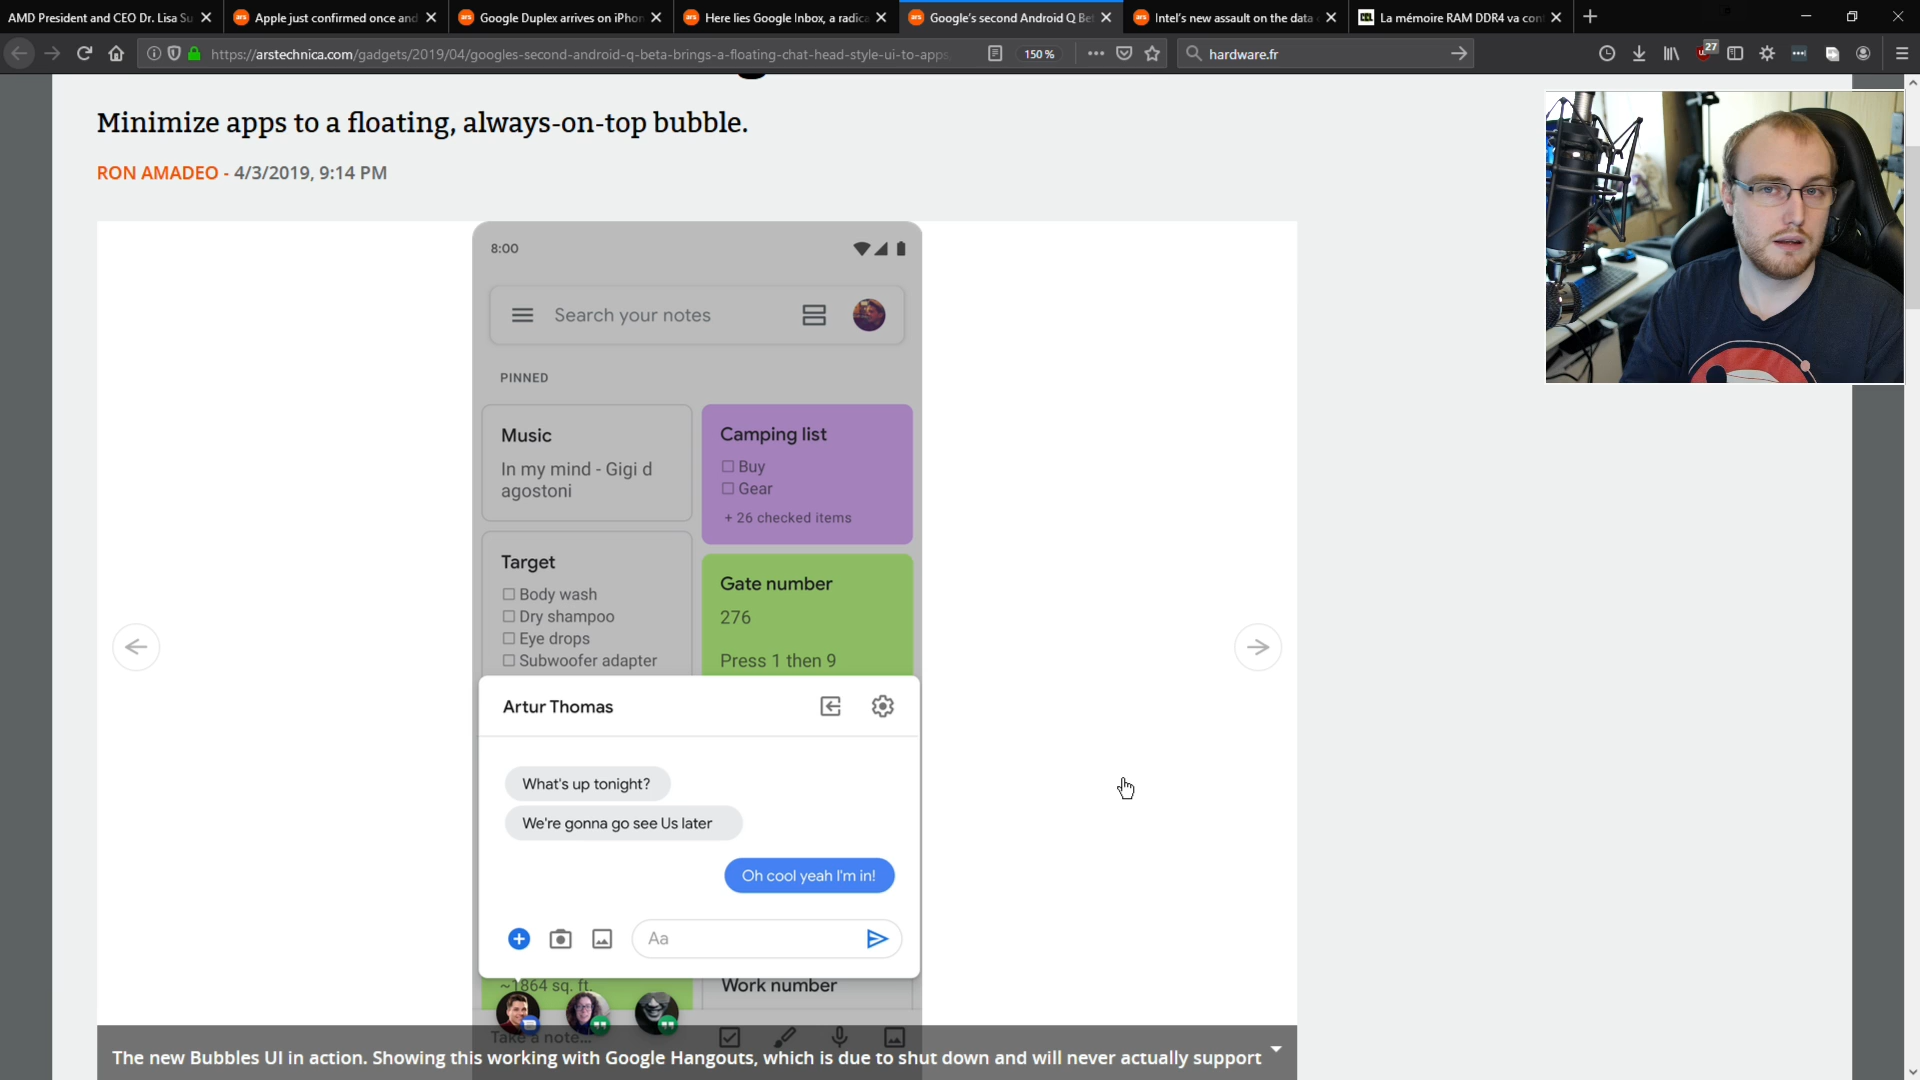 AMD President and CEO Dr. Lisa Su
Apple just confirmed once and
Google Duplex arrives on iPhon
Here lies Google Inbox, a radica
Google's second Android Q Be
Intel's new assault on the data
La mémoire RAM DDR4 va con
https://arstechnica.com/gadgets/2019/04/googles-second-android-q-beta-brings-a-floating-chat-head-style-ui-to-apps
150%
hardware.fr
27
Minimize apps to a floating, always-on-top bubble.
RON AMADEO - 4/3/2019, 9:14 PM
8:00
Search your notes
PINNED
Music
In my mind - Gigi d
agostoni
Camping list
Buy
Gear
+ 26 checked items
Target
Body wash
Dry shampoo
Eye drops
Subwoofer adapter
Gate number
276
Press 1 then 9
Artur Thomas
What's up tonight?
We're gonna go see Us later
Oh cool yeah I'm in!
Aa
~1864 sq. ft.
Work number
Take a note...
The new Bubbles UI in action. Showing this working with Google Hangouts, which is due to shut down and will never actually support